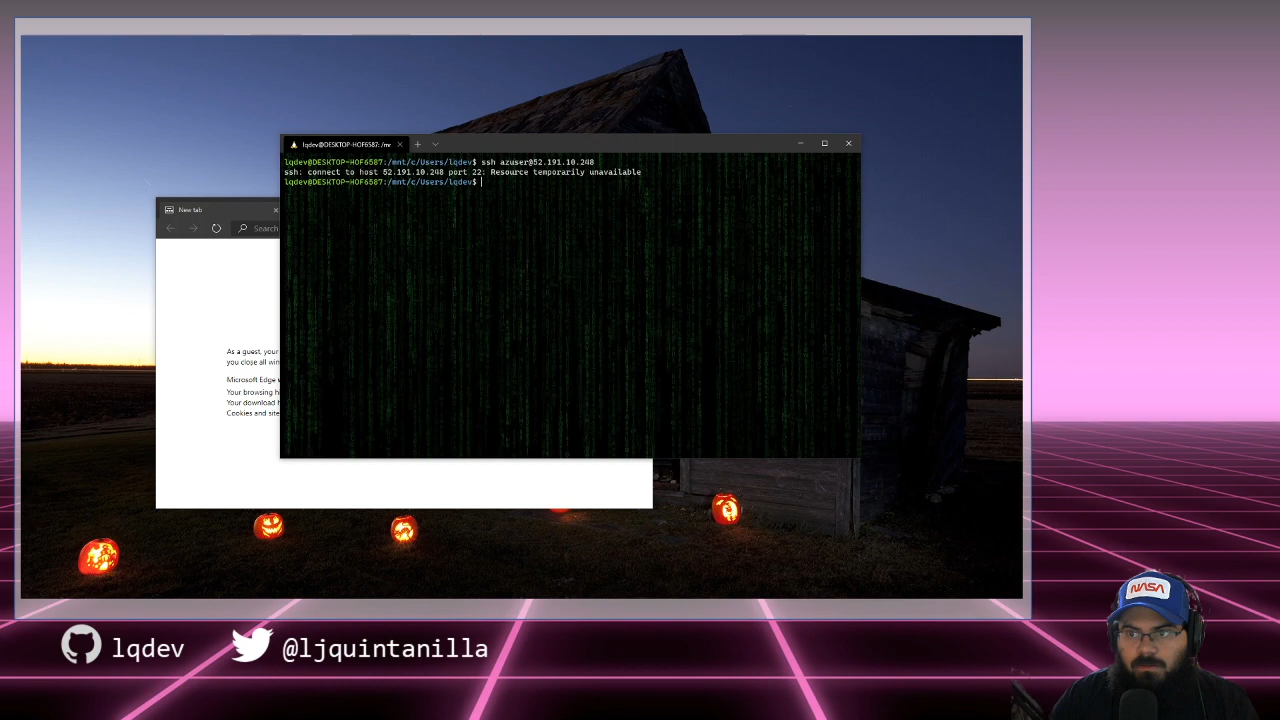 lqdev@DESKTOP-HOF6587: /mr
lqdev@DESKTOP-HOF6587:/mnt/c/Users/lqdev$ ssh azuser@52.191.10.248
ssh: connect to host 52.191.10.248 port 22: Resource temporarily unavailable
lqdev@DESKTOP-HOF6587:/mnt/c/Users/lqdev$
New tab
Search
As a guest, your
you close all win
Microsoft Edge
Your browsing h
Your download
Cookies and site
NASA
lqdev
@ljquintanilla